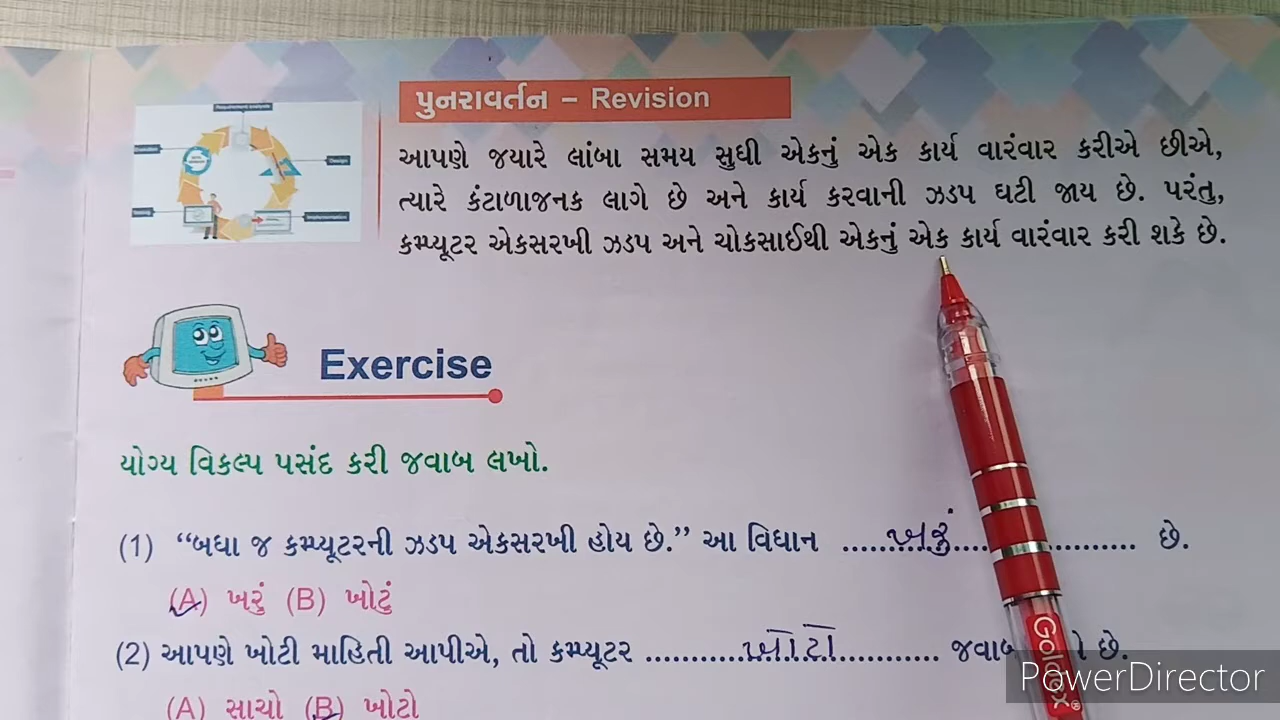 પુનરાવર્તન – Revision
આપણે જયારે લાંબા સમય સુધી એકનું એક કાર્ય વારંવાર કરીએ છીએ,
ત્યારે કંટાળાજનક લાગે છે અને કાર્ય કરવાની ઝડપ ઘટી જાય છે. પરંતુ,
કમ્પ્યૂટર એકસરખી ઝડપ અને ચોકસાઈથી એકનું એક કાર્ય વારંવાર કરી શકે છે.
Exercise
યોગ્ય વિકલ્પ પસંદ કરી જવાબ લખો.
(1) “બધા જ કમ્પ્યૂટરની ઝડપ એકસરખી હોય છે.” આ વિધાન ........ખરું........ છે.
(A) ખરું (B) ખોટું
(2) આપણે ખોટી માહિતી આપીએ, તો કમ્પ્યૂટર ........ખોટો........ જવાબ છે.
(A) સાચો (B) ખોટો
Goldex
PowerDirector